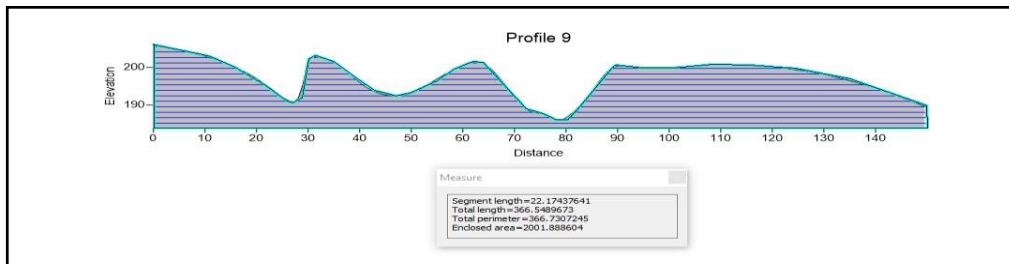 Profile 9
Elevation
200
190
0 10 20 30 40 50 60 70 80 90 100 110 120 130 140
Distance
Measure
Segment length=22.17437641
Total length=366.5489673
Total perimeter=366.7307245
Enclosed area=2001.888604